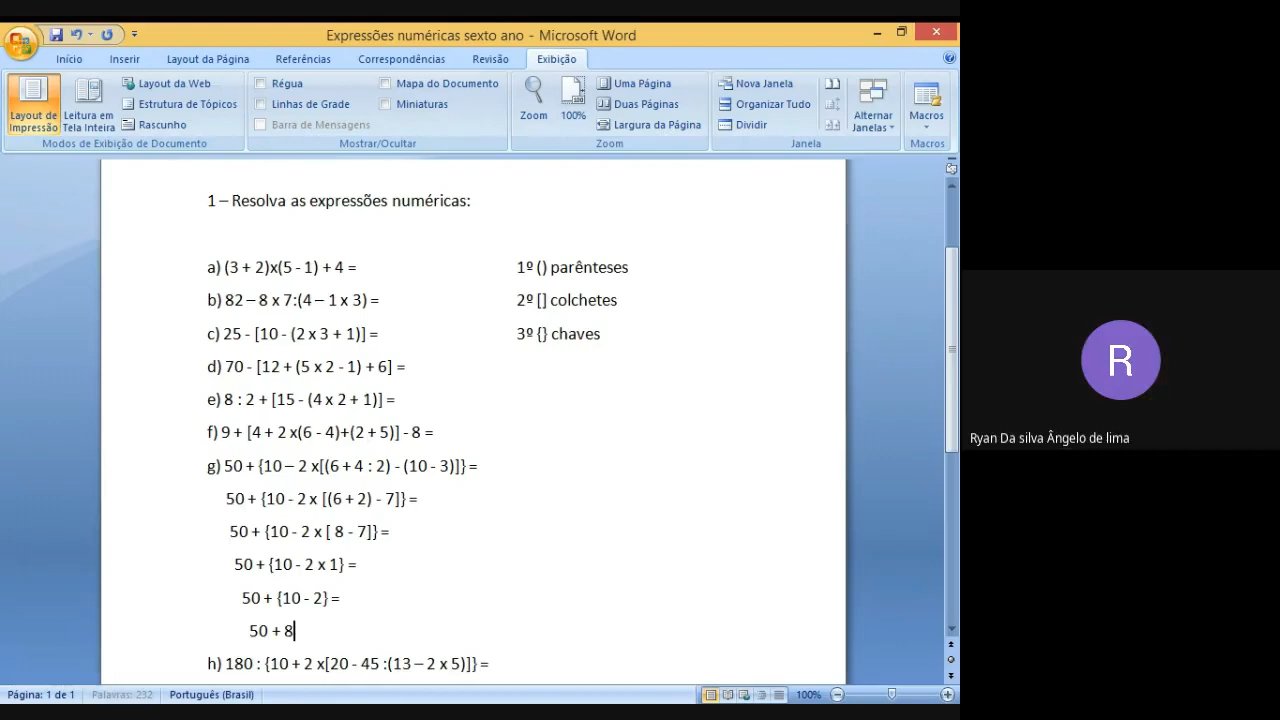 Expressões numéricas sexto ano - Microsoft Word
Início Inserir Layout da Página Referências Correspondências Revisão Exibição
Layout de Impressão
Leitura em Tela Inteira
Layout da Web
Estrutura de Tópicos
Rascunho
Modos de Exibição de Documento
Régua
Linhas de Grade
Barra de Mensagens
Mapa do Documento
Miniaturas
Mostrar/Ocultar
Zoom
100%
Uma Página
Duas Páginas
Largura da Página
Zoom
Nova Janela
Organizar Tudo
Dividir
Alternar Janelas
Janela
Macros
Macros
1 – Resolva as expressões numéricas:
a) (3 + 2)x(5 - 1) + 4 = 1º () parênteses
b) 82 – 8 x 7:(4 – 1 x 3) = 2º [] colchetes
c) 25 - [10 - (2 x 3 + 1)] = 3º {} chaves
d) 70 - [12 + (5 x 2 - 1) + 6] =
e) 8 : 2 + [15 - (4 x 2 + 1)] =
f) 9 + [4 + 2 x(6 - 4)+(2 + 5)] - 8 =
g) 50 + {10 – 2 x[(6 + 4 : 2) - (10 - 3)]} =
50 + {10 - 2 x [(6 + 2) - 7]} =
50 + {10 - 2 x [ 8 - 7]} =
50 + {10 - 2 x 1} =
50 + {10 - 2} =
50 + 8
h) 180 : {10 + 2 x[20 - 45 :(13 – 2 x 5)]} =
Página: 1 de 1 Palavras: 232 Português (Brasil) 100%
R
Ryan Da silva Ângelo de lima